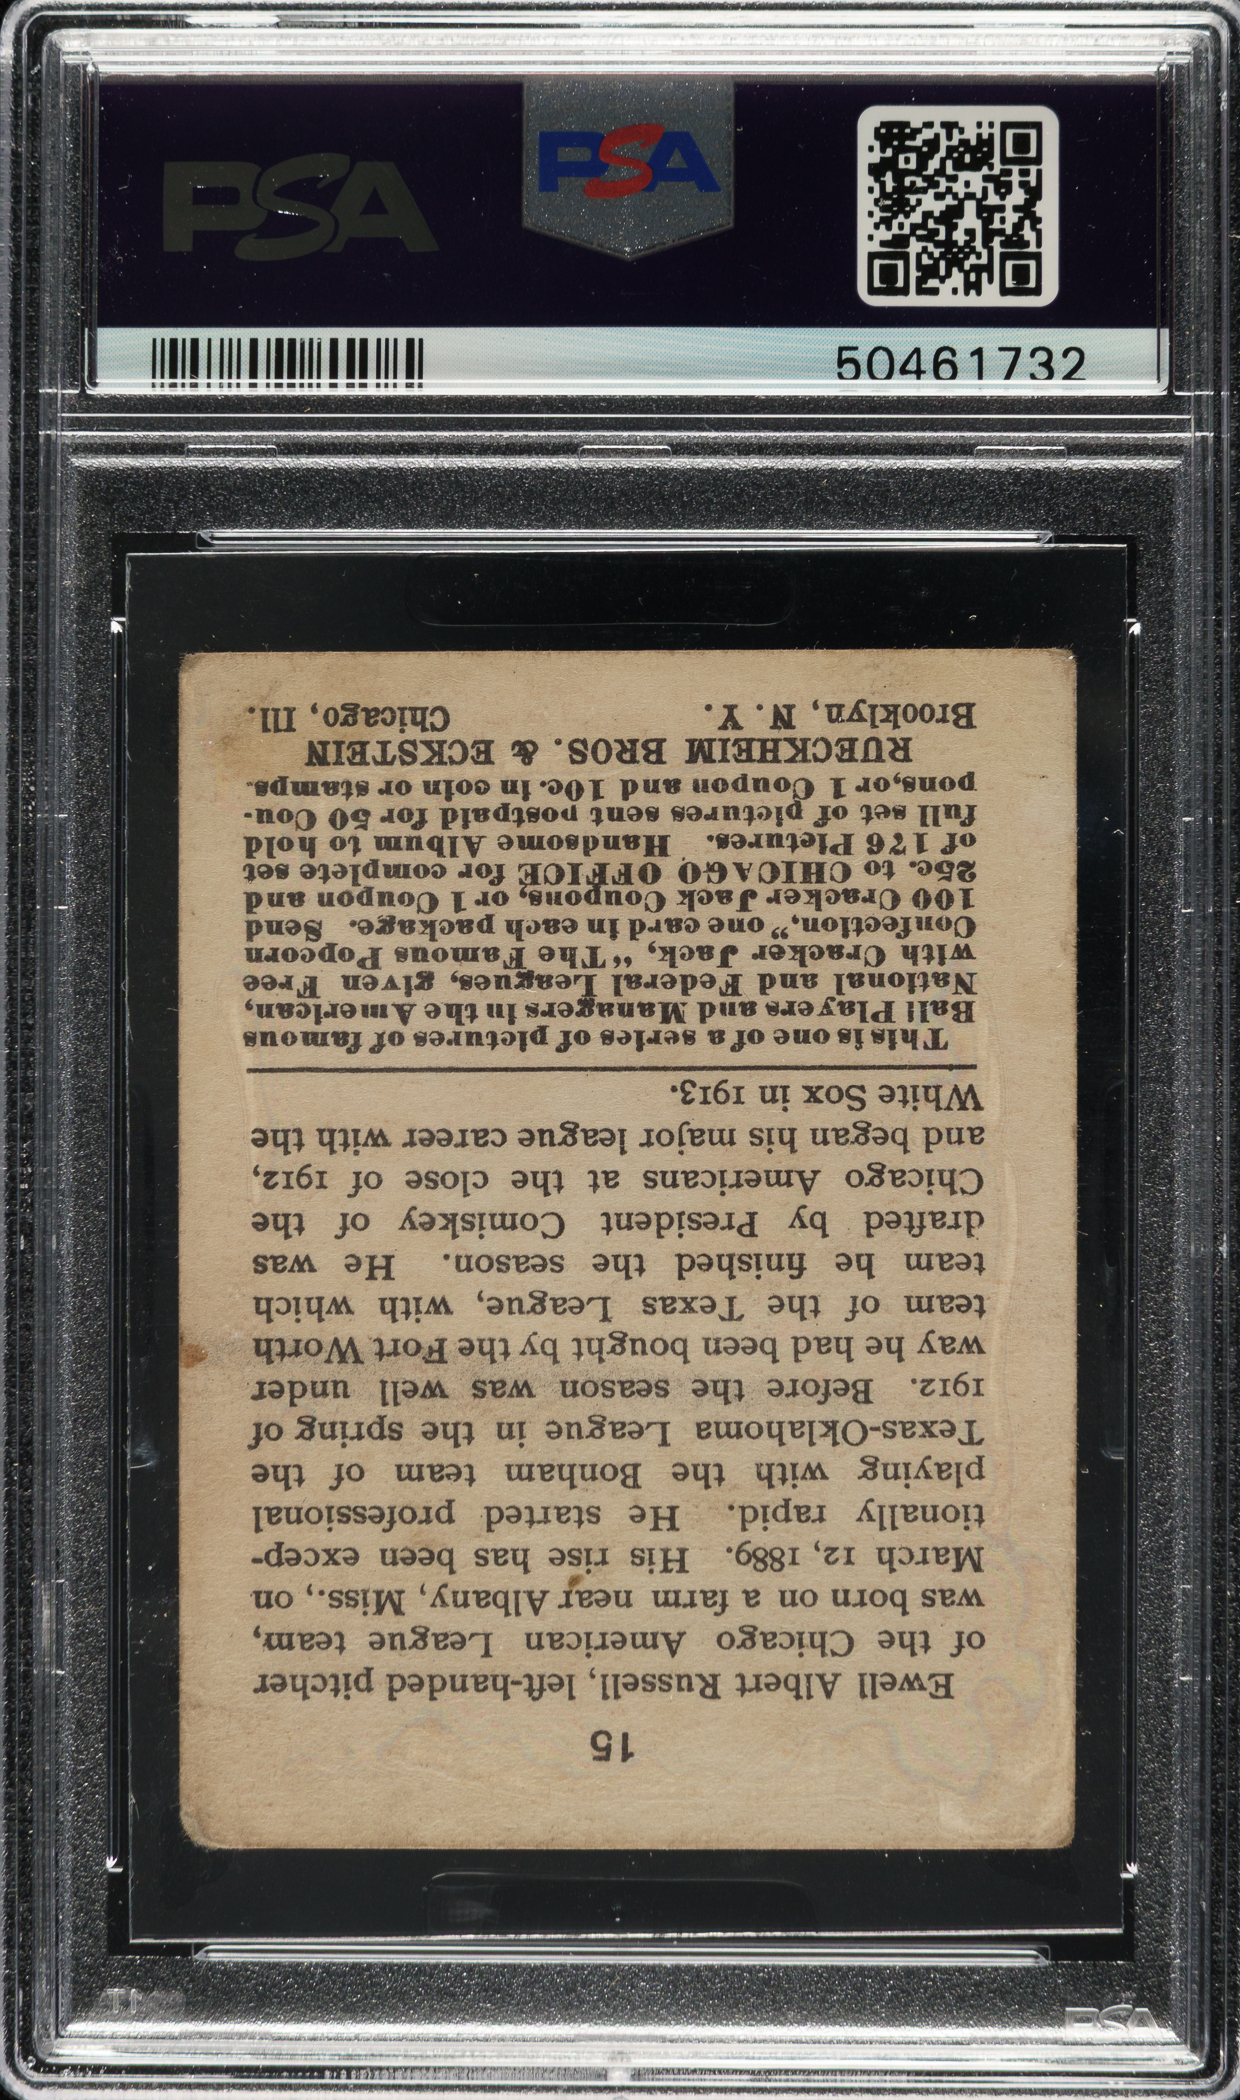 PSA
PSA
50461732
15
Ewell Albert Russell, left-handed pitcher
of the Chicago American League team,
was born on a farm near Albany, Miss., on
March 12, 1889. His rise has been excep-
tionally rapid. He started professional
playing with the Bonham team of the
Texas-Oklahoma League in the spring of
1912. Before the season was well under
way he had been bought by the Fort Worth
team of the Texas League, with which
team he finished the season. He was
drafted by President Comiskey of the
Chicago Americans at the close of 1912,
and began his major league career with the
White Sox in 1913.
This is one of a series of pictures of famous
Ball Players and Managers in the American,
National and Federal Leagues, given Free
with Cracker Jack, “The Famous Popcorn
Confection,” one card in each package. Send
100 Cracker Jack Coupons, or 1 Coupon and
25c. to CHICAGO OFFICE for complete set
of 176 Pictures. Handsome Album to hold
full set of pictures sent postpaid for 50 Cou-
pons, or 1 Coupon and 10c. in coin or stamps.
RUECKHEIM BROS. & ECKSTEIN
Brooklyn, N. Y. Chicago, Ill.
PSA